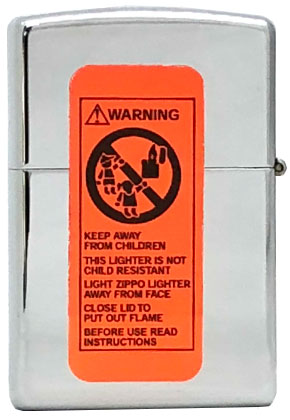 WARNING
KEEP AWAY
FROM CHILDREN
THIS LIGHTER IS NOT
CHILD RESISTANT
LIGHT ZIPPO LIGHTER
AWAY FROM FACE
CLOSE LID TO
PUT OUT FLAME
BEFORE USE READ
INSTRUCTIONS